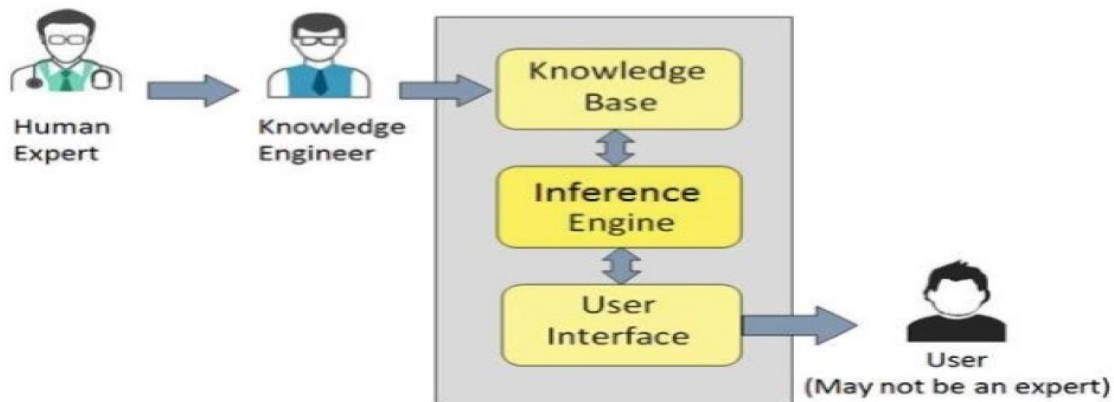 Human
Expert
Knowledge
Engineer
Knowledge
Base
Inference
Engine
User
Interface
User
(May not be an expert)